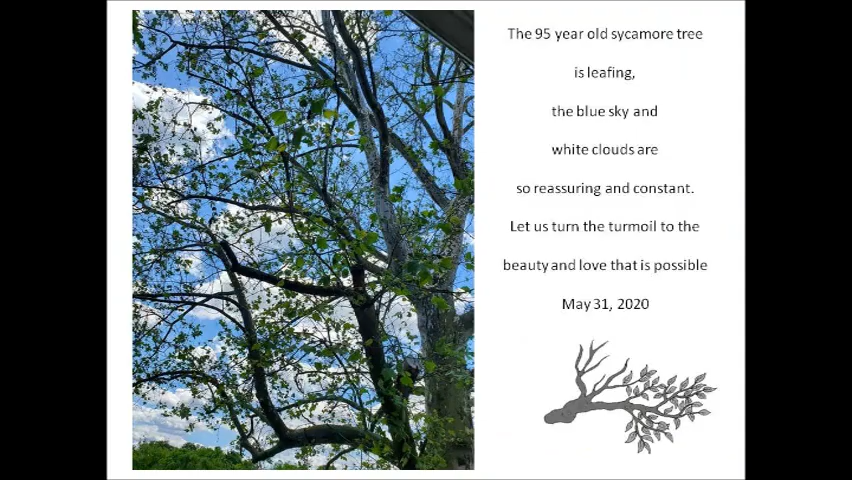 The 95 year old sycamore tree
is leafing,
the blue sky and
white clouds are
so reassuring and constant.
Let us turn the turmoil to the
beauty and love that is possible
May 31, 2020